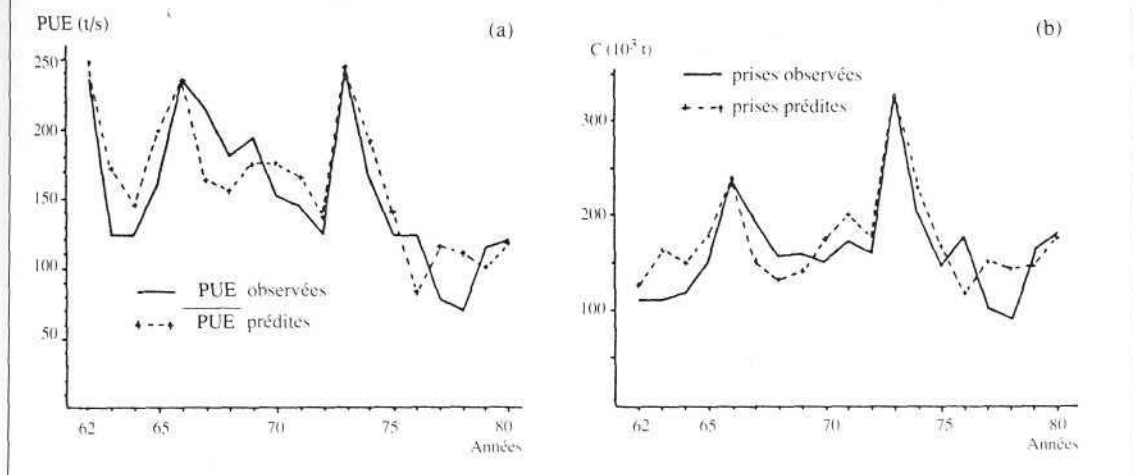 PUE (t/s)
(a)
250
200
150
100
50
PUE observées
PUE prédites
62
65
70
75
80
Années
(b)
C (10³ t)
prises observées
prises prédites
300
200
100
62
65
70
75
80
Années